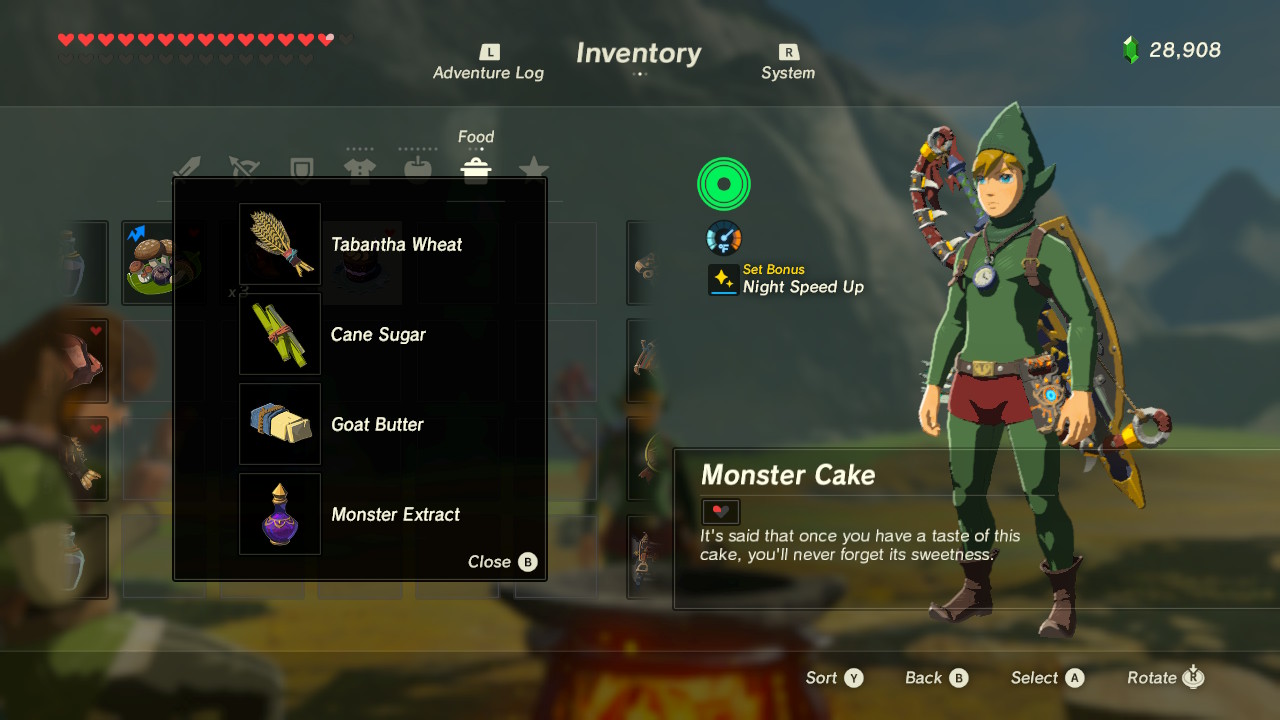 L
Adventure Log
Inventory
R
System
28,908
Food
Tabantha Wheat
x3
Cane Sugar
Goat Butter
Monster Extract
Close B
°F
Set Bonus
Night Speed Up
Monster Cake
It's said that once you have a taste of this
cake, you'll never forget its sweetness.
Sort Y
Back B
Select A
Rotate R